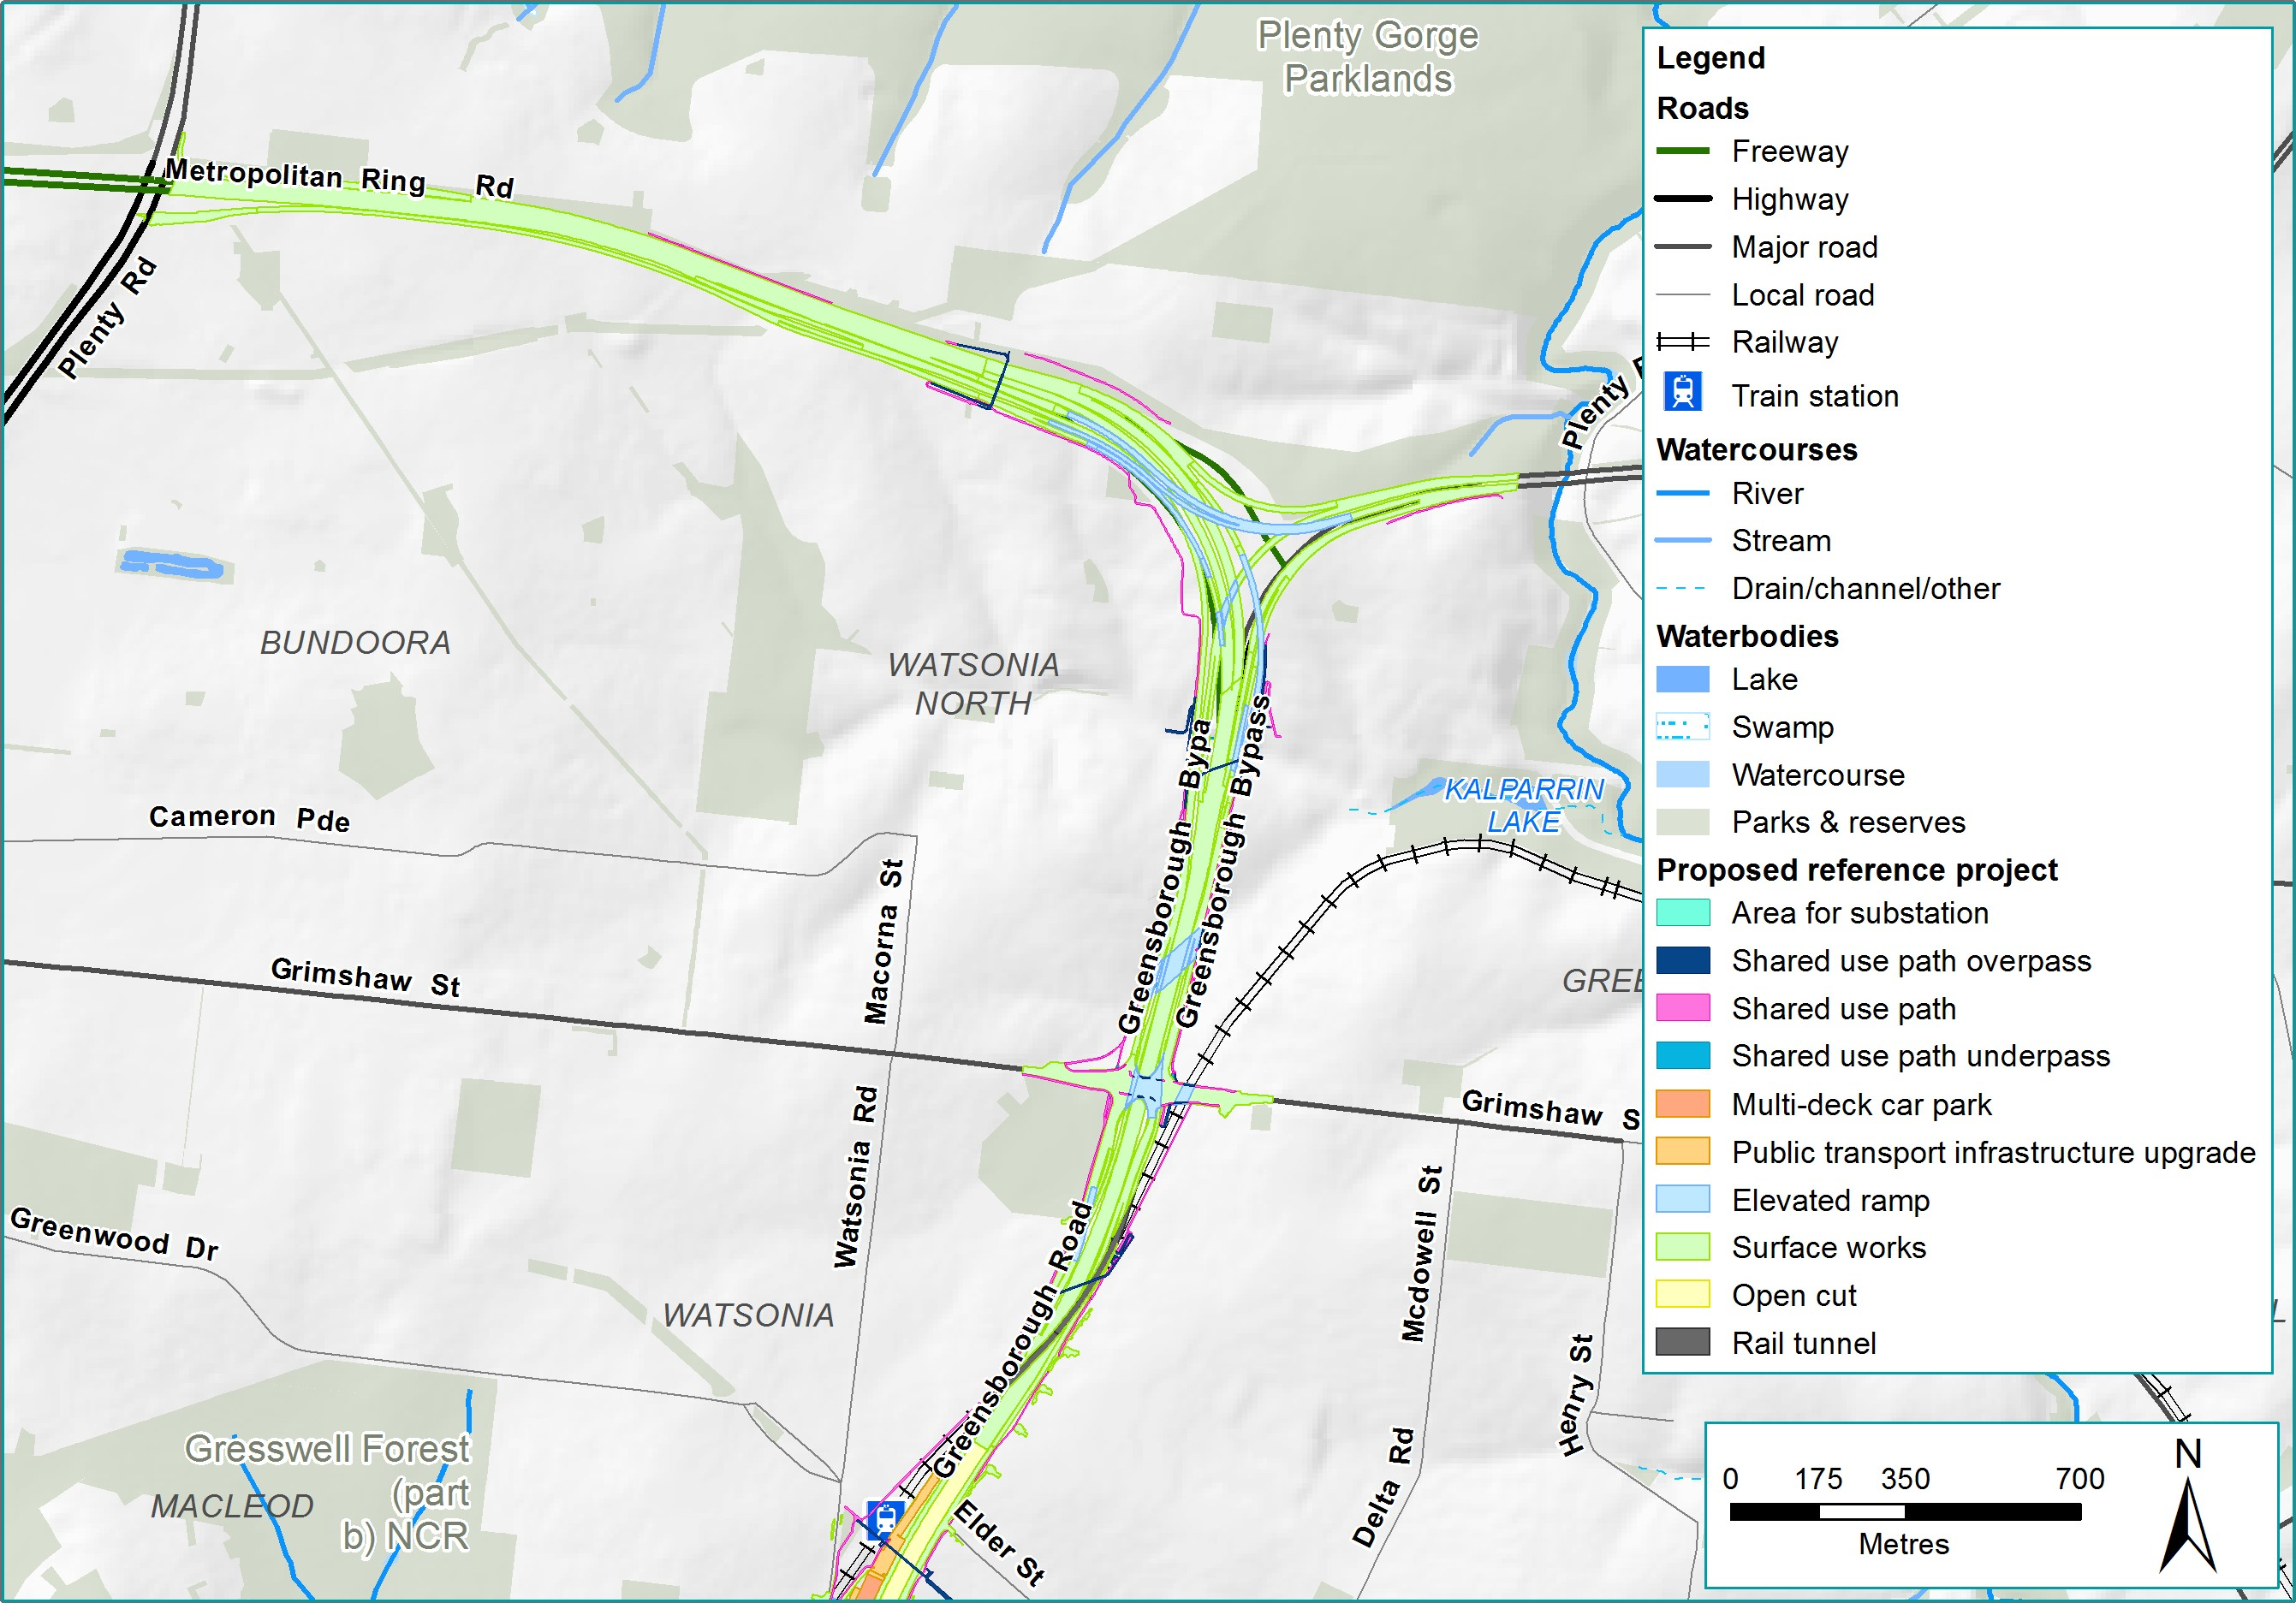 Plenty Gorge
Parklands
Metropolitan Ring Rd
Plenty Rd
Plenty
BUNDOORA
WATSONIA
NORTH
Greensborough Bypa
Greensborough Bypass
KALPARRIN
LAKE
Cameron Pde
Macorna St
Grimshaw St
GREE
Grimshaw S
Watsonia Rd
Greenwood Dr
Mcdowell St
Greensborough Road
WATSONIA
Henry St
Delta Rd
Gresswell Forest
(part
b) NCR
MACLEOD
Elder St
Legend
Roads
Freeway
Highway
Major road
Local road
Railway
Train station
Watercourses
River
Stream
Drain/channel/other
Waterbodies
Lake
Swamp
Watercourse
Parks & reserves
Proposed reference project
Area for substation
Shared use path overpass
Shared use path
Shared use path underpass
Multi-deck car park
Public transport infrastructure upgrade
Elevated ramp
Surface works
Open cut
Rail tunnel
0 175 350 700
Metres
N